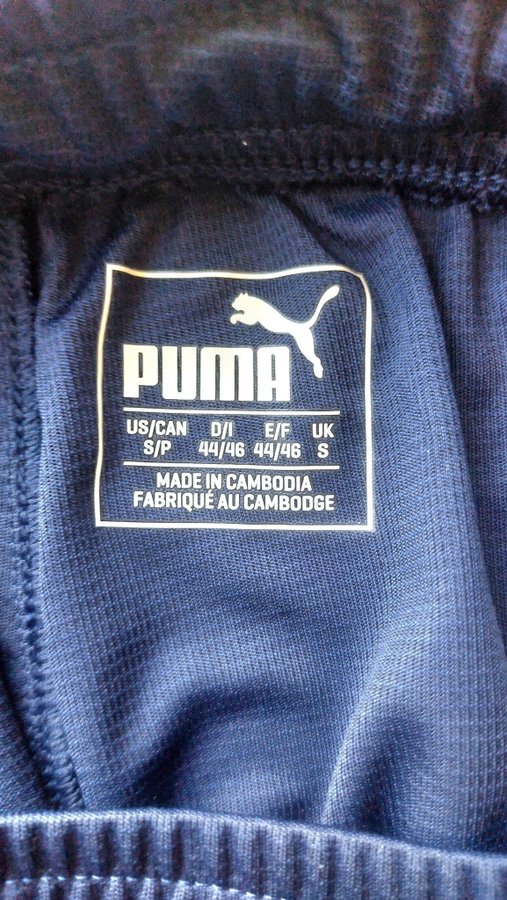 PUMA
US/CAN D/I E/F UK
S/P 44/46 44/46 S
MADE IN CAMBODIA
FABRIQUÉ AU CAMBODGE